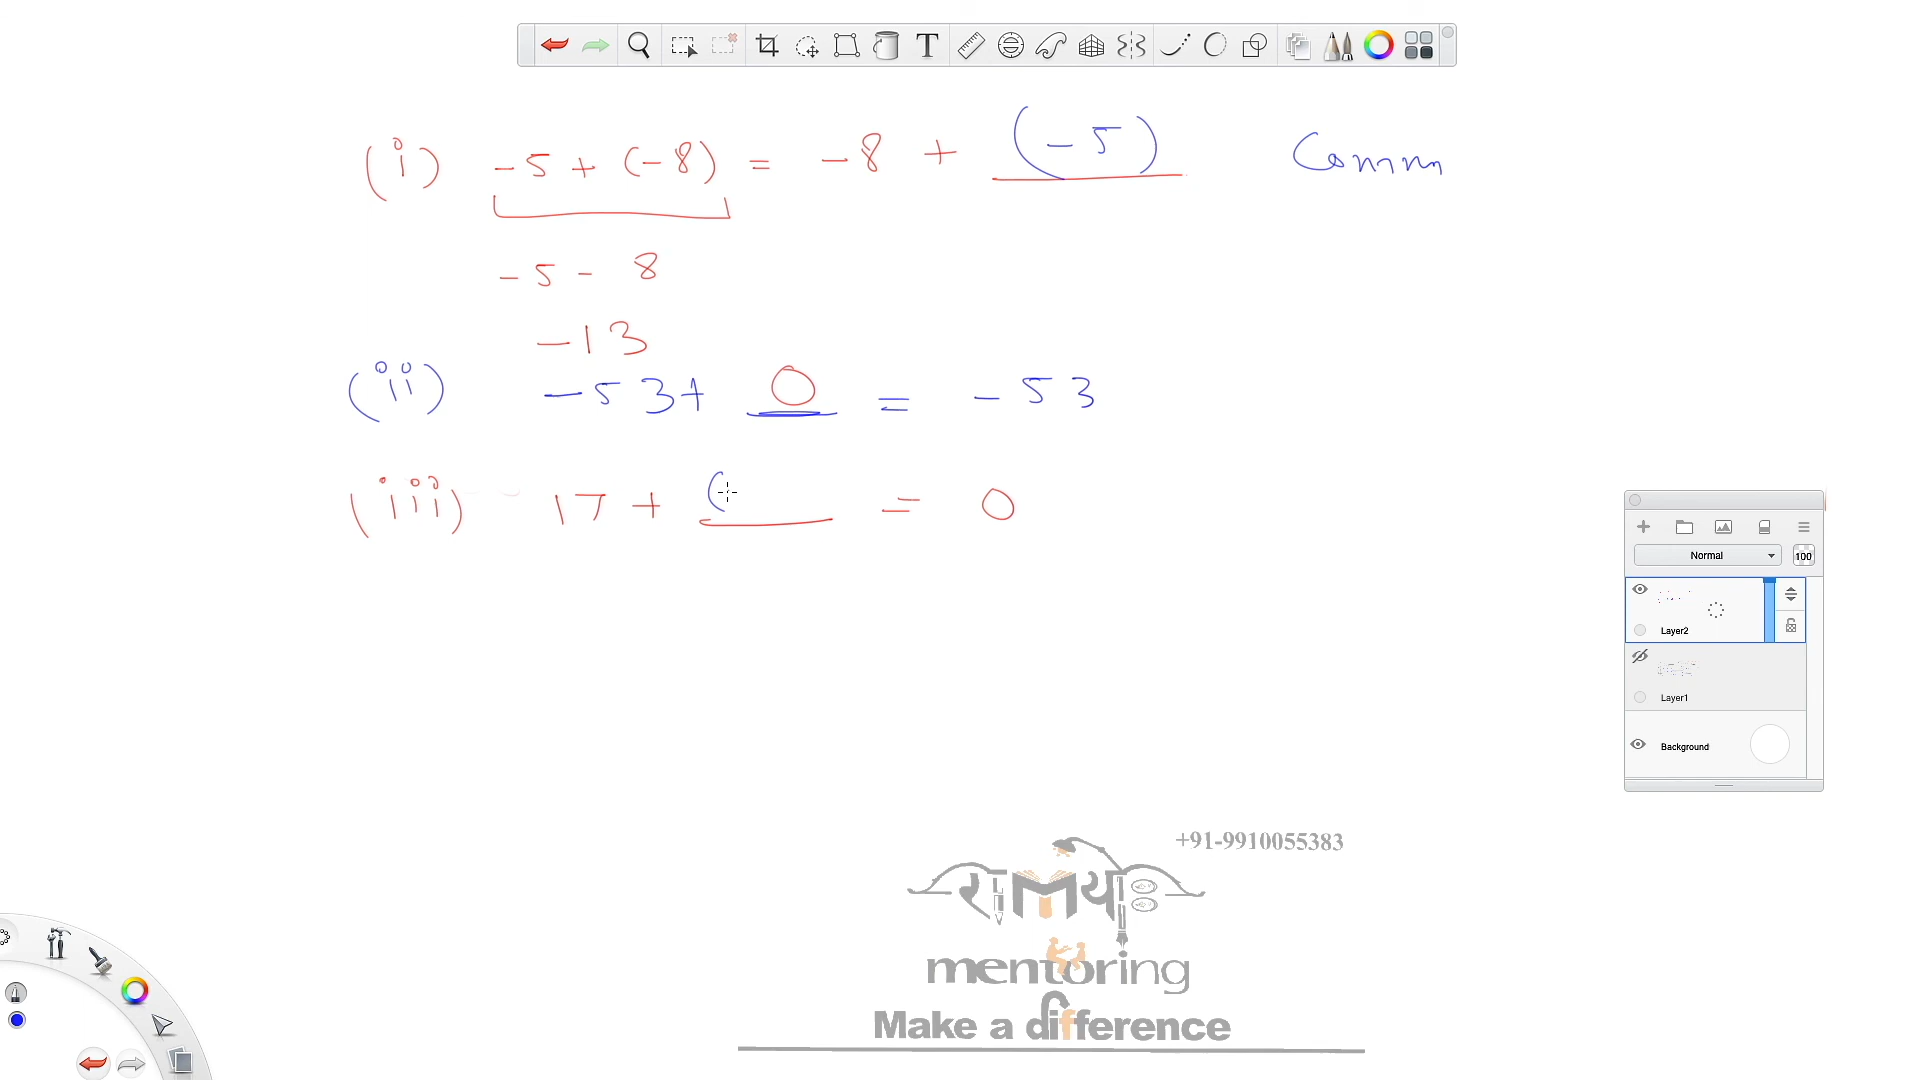 (i) -5 + (-8) = -8 + (-5) Comm
-5 - 8
-13
(ii) -53 + 0 = -53
(iii) 17 + ( = 0
Normal 100
Layer2
Layer1
Background
+91-9910055383
mentoring
Make a difference